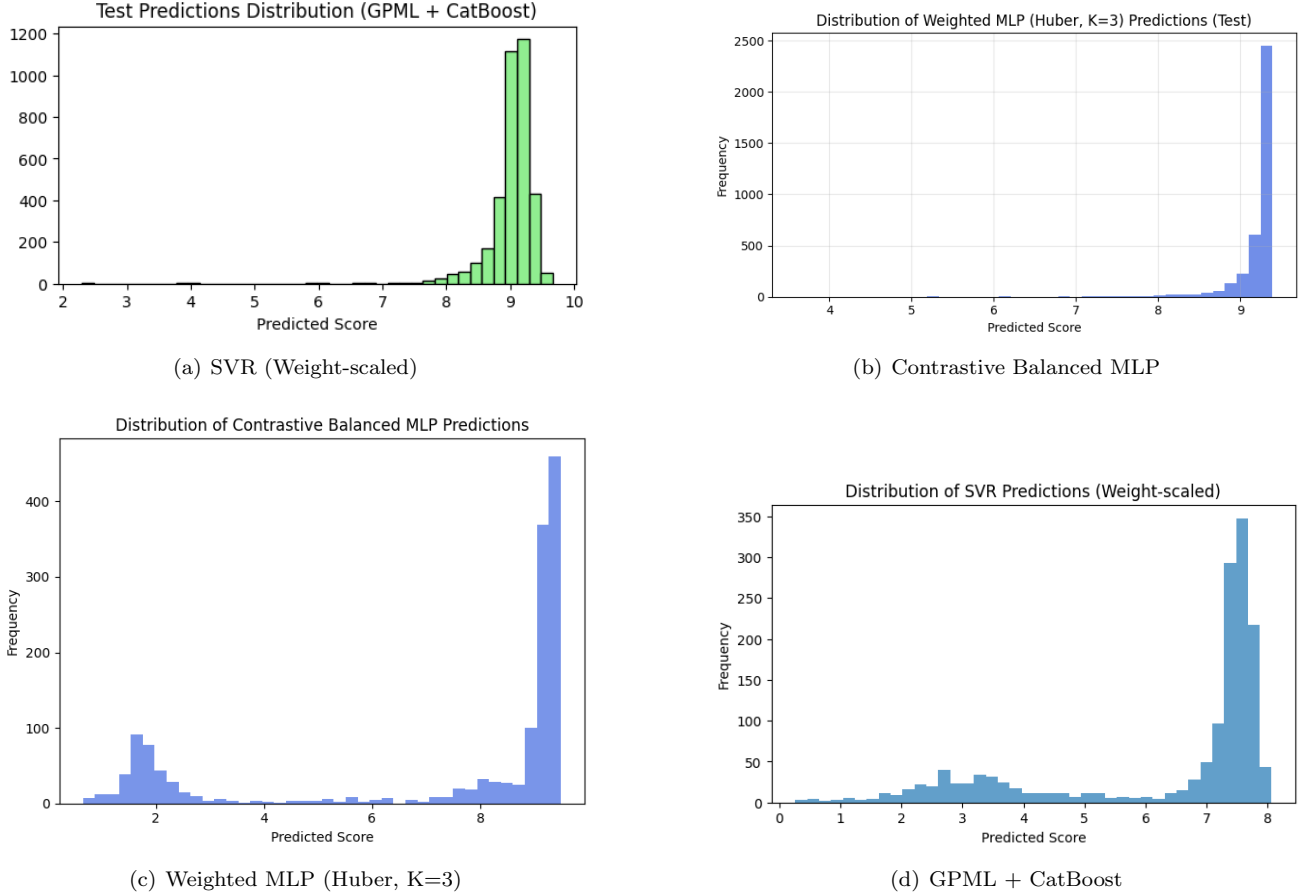 Test Predictions Distribution (GPML + CatBoost)
1200
1000
800
600
400
200
0
2 3 4 5 6 7 8 9 10
Predicted Score
(a) SVR (Weight-scaled)
Distribution of Weighted MLP (Huber, K=3) Predictions (Test)
2500
2000
1500
1000
500
0
Frequency
4 5 6 7 8 9
Predicted Score
(b) Contrastive Balanced MLP
Distribution of Contrastive Balanced MLP Predictions
400
300
200
100
0
Frequency
2 4 6 8
Predicted Score
(c) Weighted MLP (Huber, K=3)
Distribution of SVR Predictions (Weight-scaled)
350
300
250
200
150
100
50
0
Frequency
0 1 2 3 4 5 6 7 8
Predicted Score
(d) GPML + CatBoost